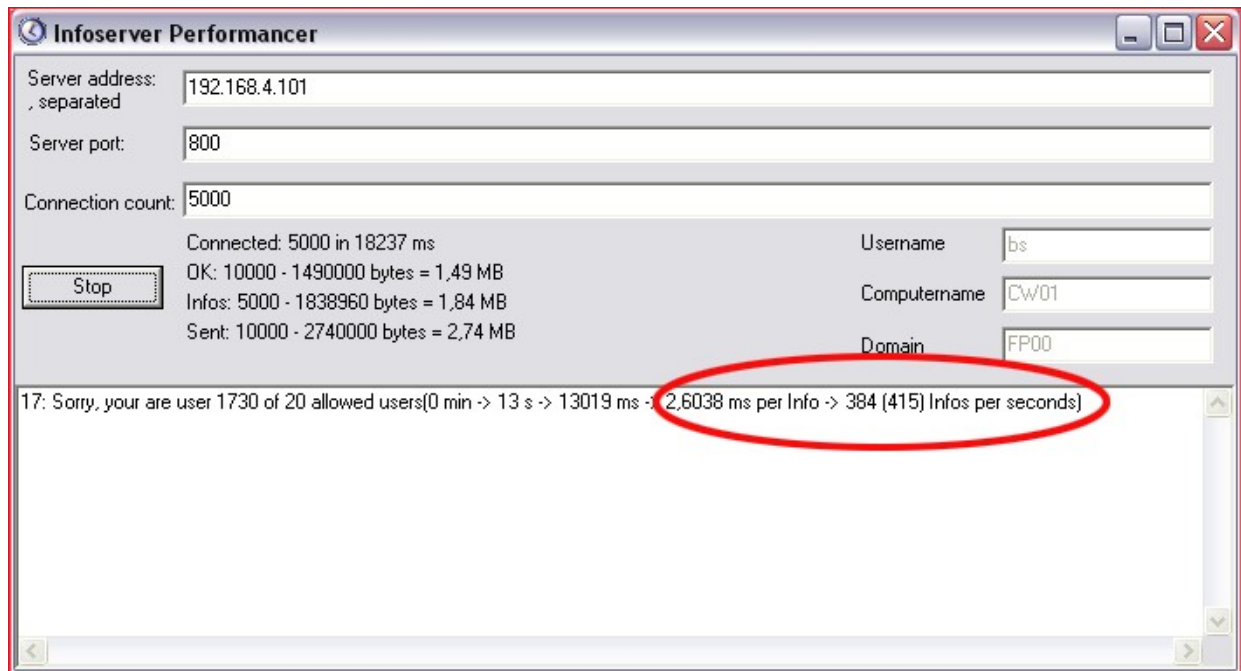 Infoserver Performancer
Server address:
, separated
192.168.4.101
Server port:
800
Connection count:
5000
Connected: 5000 in 18237 ms
OK: 10000 - 1490000 bytes = 1,49 MB
Infos: 5000 - 1838960 bytes = 1,84 MB
Sent: 10000 - 2740000 bytes = 2,74 MB
Stop
Username
bs
Computername
CW01
Domain
FP00
17: Sorry, your are user 1730 of 20 allowed users(0 min -> 13 s -> 13019 ms -> 2,6038 ms per Info -> 384 (415) Infos per seconds)